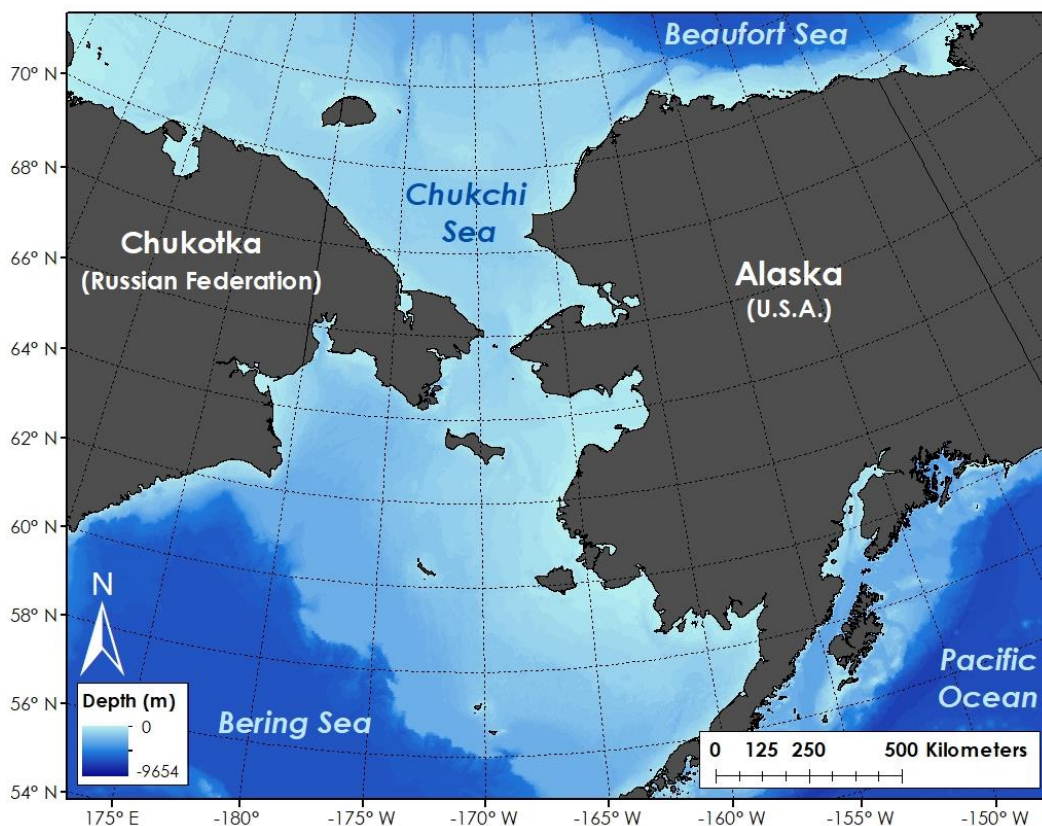 Beaufort Sea
70° N
68° N
66° N
64° N
62° N
60° N
58° N
56° N
54° N
Chukchi
Sea
Chukotka
(Russian Federation)
Alaska
(U.S.A.)
N
Depth (m)
0
-9654
Bering Sea
Pacific
Ocean
0 125 250 500 Kilometers
175° E -180° -175° -170° -165° -160° -155° -150°